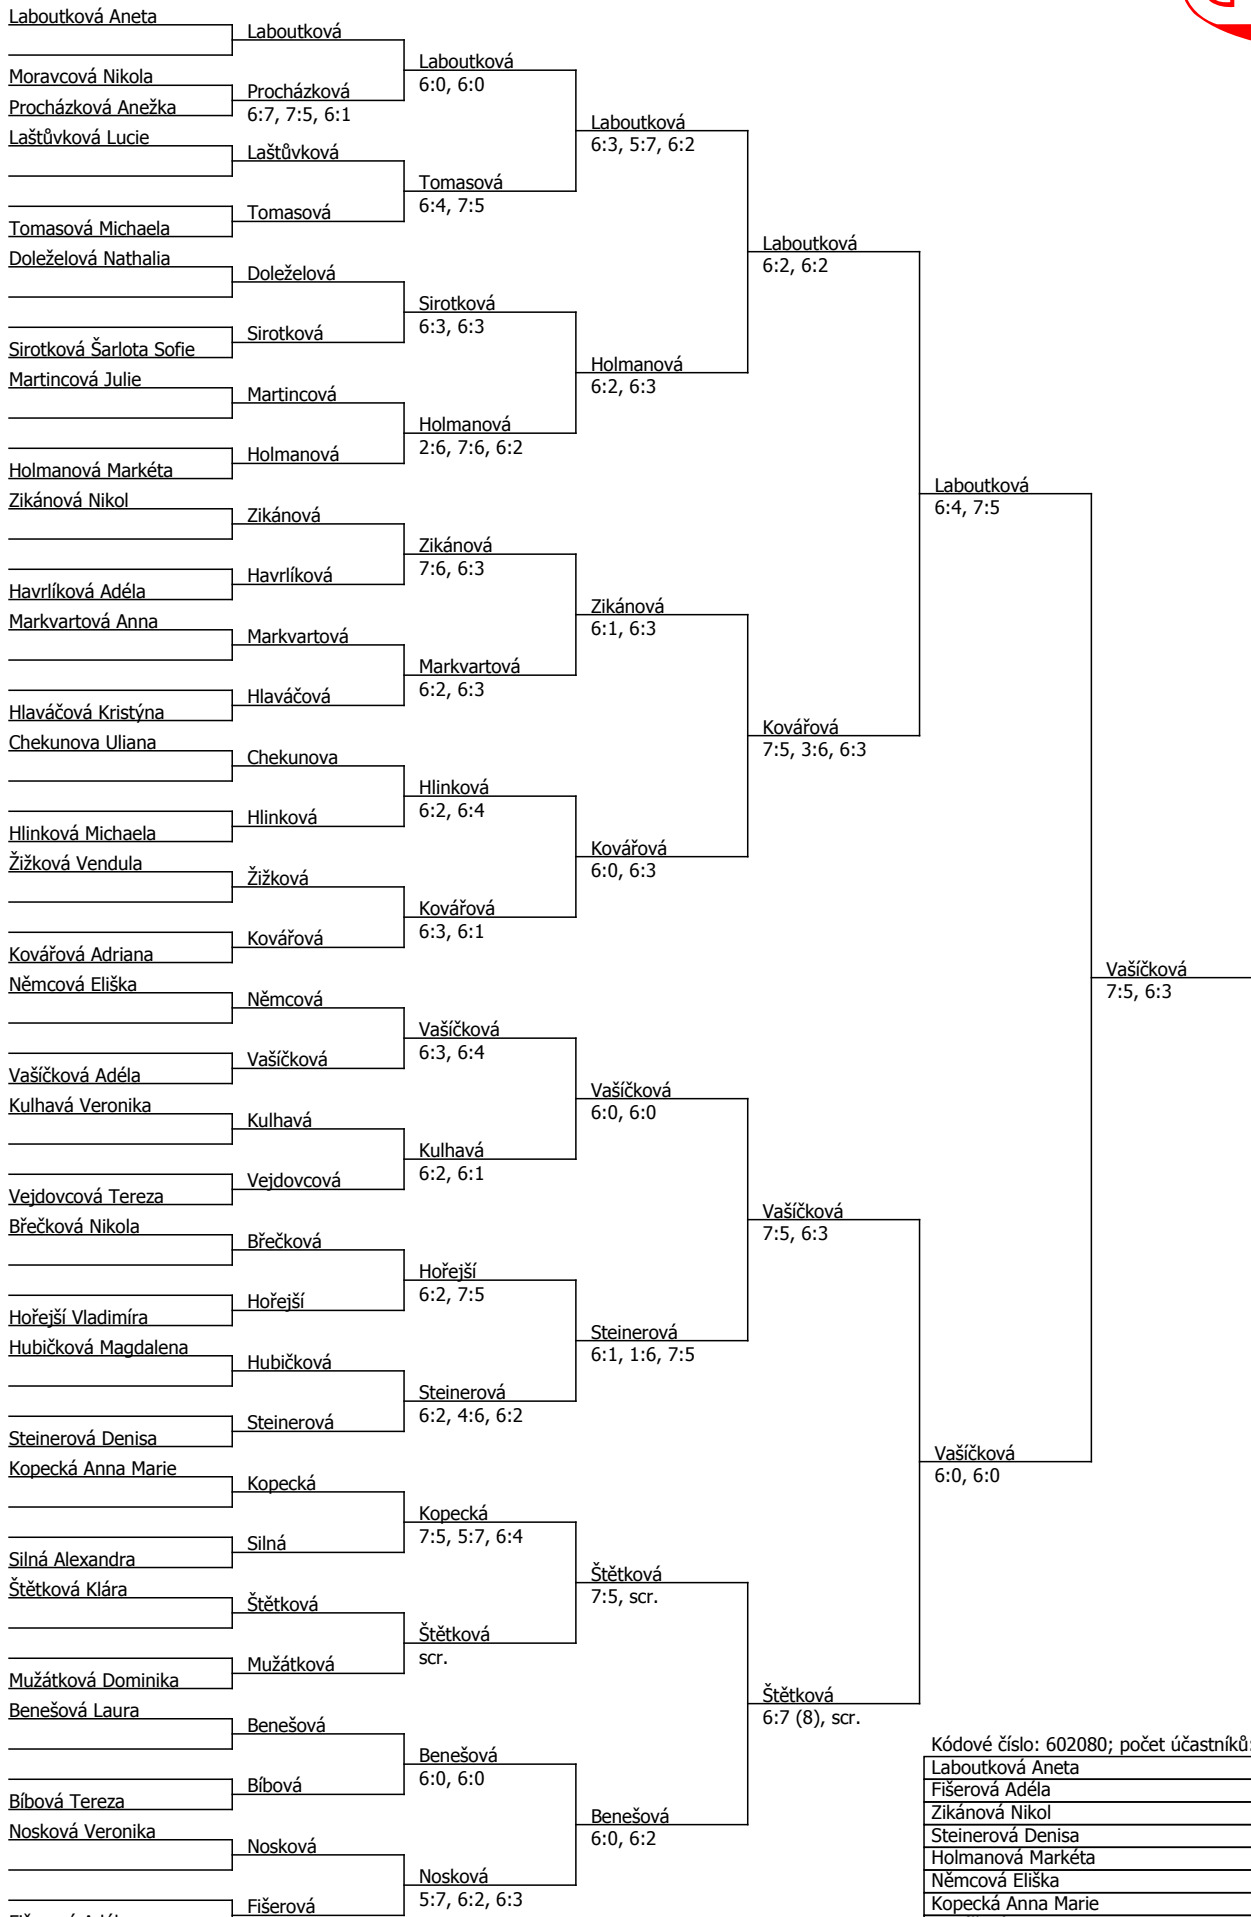 Laboutková Aneta
Moravcová Nikola
Procházková Anežka
Laštůvková Lucie
Tomasová Michaela
Doleželová Nathalia
Sirotková Šarlota Sofie
Martincová Julie
Holmanová Markéta
Zikánová Nikol
Havrlíková Adéla
Markvartová Anna
Hlaváčová Kristýna
Chekunova Uliana
Hlinková Michaela
Žižková Vendula
Kovářová Adriana
Němcová Eliška
Vašíčková Adéla
Kulhavá Veronika
Vejdovcová Tereza
Břečková Nikola
Hořejší Vladimíra
Hubičková Magdalena
Steinerová Denisa
Kopecká Anna Marie
Silná Alexandra
Štětková Klára
Mužátková Dominika
Benešová Laura
Bíbová Tereza
Nosková Veronika
Laboutková
Procházková
6:7, 7:5, 6:1
Laštůvková
Tomasová
Doleželová
Sirotková
Martincová
Holmanová
Zikánová
Havrlíková
Markvartová
Hlaváčová
Chekunova
Hlinková
Žižková
Kovářová
Němcová
Vašíčková
Kulhavá
Vejdovcová
Břečková
Hořejší
Hubičková
Steinerová
Kopecká
Silná
Štětková
Mužátková
Benešová
Bíbová
Nosková
Fišerová
Laboutková
6:0, 6:0
Tomasová
6:4, 7:5
Sirotková
6:3, 6:3
Holmanová
2:6, 7:6, 6:2
Zikánová
7:6, 6:3
Markvartová
6:2, 6:3
Hlinková
6:2, 6:4
Kovářová
6:3, 6:1
Vašíčková
6:3, 6:4
Kulhavá
6:2, 6:1
Hořejší
6:2, 7:5
Steinerová
6:2, 4:6, 6:2
Kopecká
7:5, 5:7, 6:4
Štětková
scr.
Benešová
6:0, 6:0
Nosková
5:7, 6:2, 6:3
Laboutková
6:3, 5:7, 6:2
Holmanová
6:2, 6:3
Zikánová
6:1, 6:3
Kovářová
6:0, 6:3
Vašíčková
6:0, 6:0
Steinerová
6:1, 1:6, 7:5
Štětková
7:5, scr.
Benešová
6:0, 6:2
Laboutková
6:2, 6:2
Kovářová
7:5, 3:6, 6:3
Vašíčková
7:5, 6:3
Štětková
6:7 (8), scr.
Laboutková
6:4, 7:5
Vašíčková
6:0, 6:0
Vašíčková
7:5, 6:3
Kódové číslo: 602080; počet účastníků:
Laboutková Aneta
Fišerová Adéla
Zikánová Nikol
Steinerová Denisa
Holmanová Markéta
Němcová Eliška
Kopecká Anna Marie